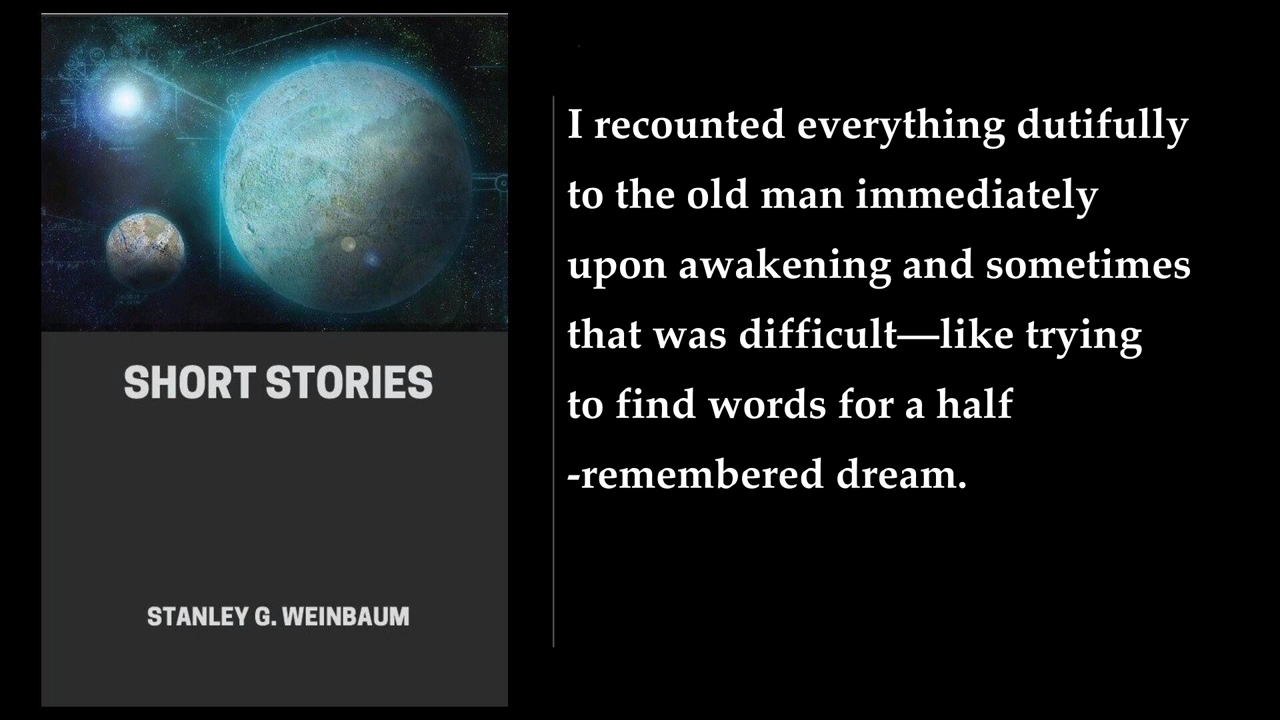 SHORT STORIES
STANLEY G. WEINBAUM
I recounted everything dutifully
to the old man immediately
upon awakening and sometimes
that was difficult—like trying
to find words for a half
-remembered dream.